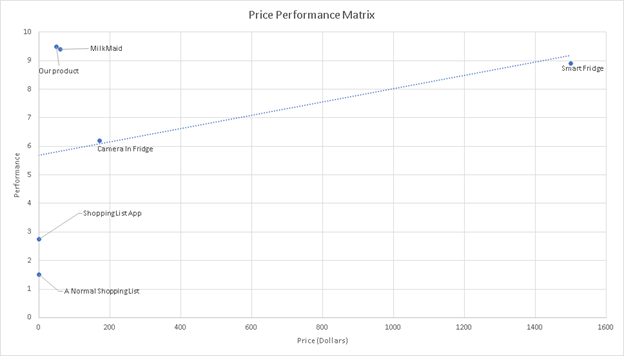 Price Performance Matrix
10
9
8
7
6
5
4
3
2
1
0
Performance
MilkMaid
Our product
Smart Fridge
Camera In Fridge
Shopping List App
A Normal Shopping List
0 200 400 600 800 1000 1200 1400 1600
Price (Dollars)